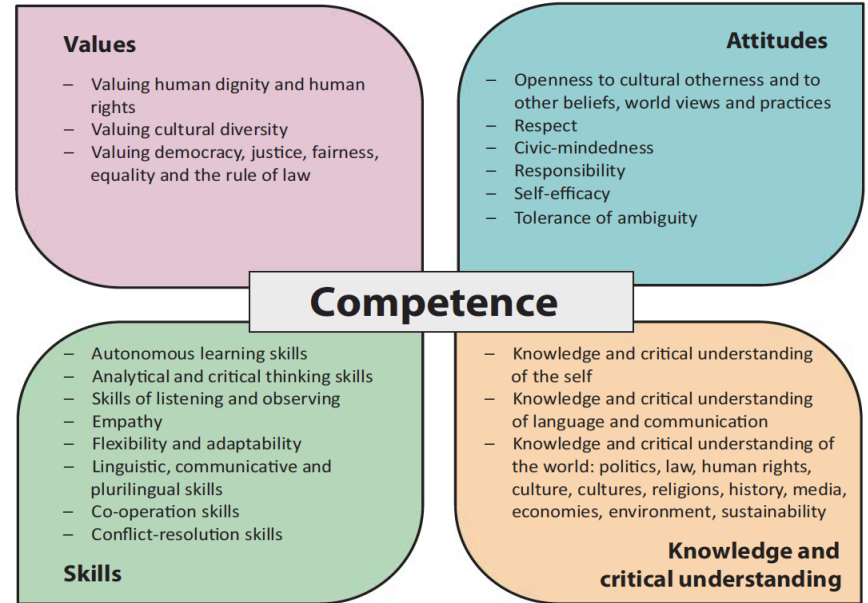 Values
– Valuing human dignity and human
rights
– Valuing cultural diversity
– Valuing democracy, justice, fairness,
equality and the rule of law
Attitudes
– Openness to cultural otherness and to
other beliefs, world views and practices
– Respect
– Civic-mindedness
– Responsibility
– Self-efficacy
– Tolerance of ambiguity
Competence
– Autonomous learning skills
– Analytical and critical thinking skills
– Skills of listening and observing
– Empathy
– Flexibility and adaptability
– Linguistic, communicative and
plurilingual skills
– Co-operation skills
– Conflict-resolution skills
Skills
– Knowledge and critical understanding
of the self
– Knowledge and critical understanding
of language and communication
– Knowledge and critical understanding of
the world: politics, law, human rights,
culture, cultures, religions, history, media,
economies, environment, sustainability
Knowledge and
critical understanding